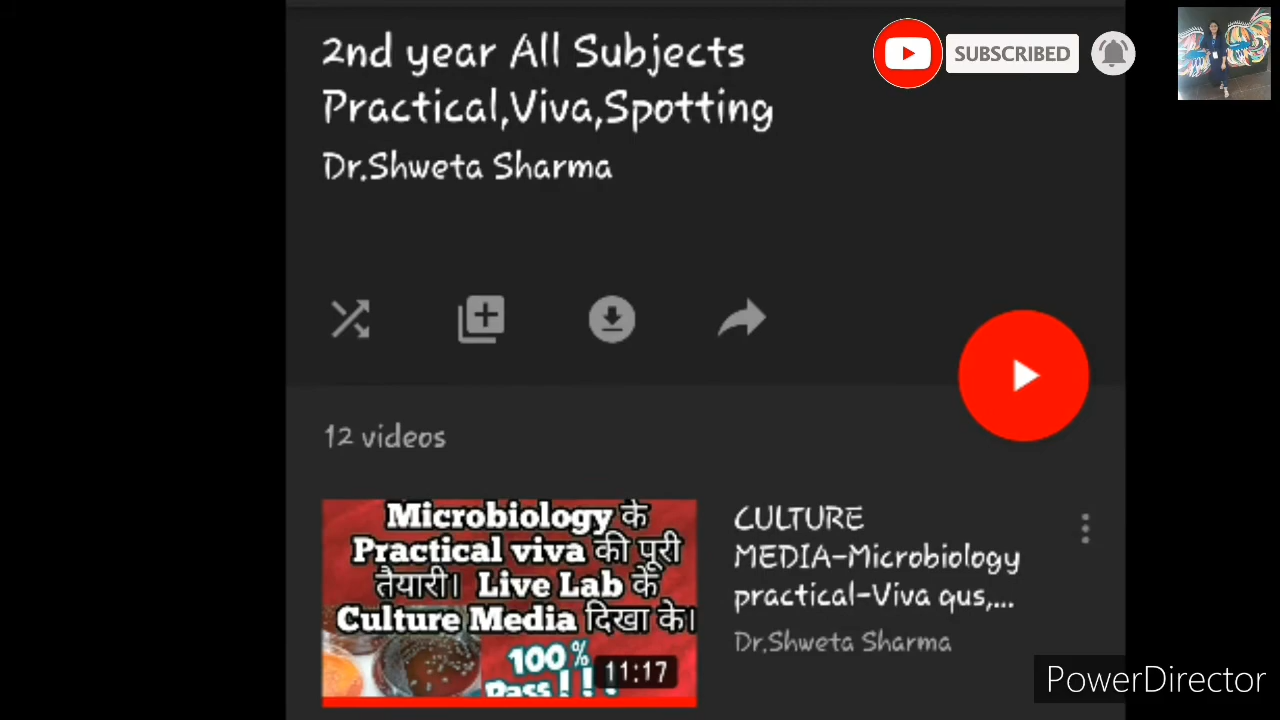 2nd year All Subjects
Practical,Viva,Spotting
Dr.Shweta Sharma
SUBSCRIBED
12 videos
Microbiology के
Practical viva की पूरी
तैयारी। Live Lab के
Culture Media दिखा के।
100%
Pass!!!
11:17
CULTURE
MEDIA-Microbiology
practical-Viva qus,...
Dr.Shweta Sharma
PowerDirector